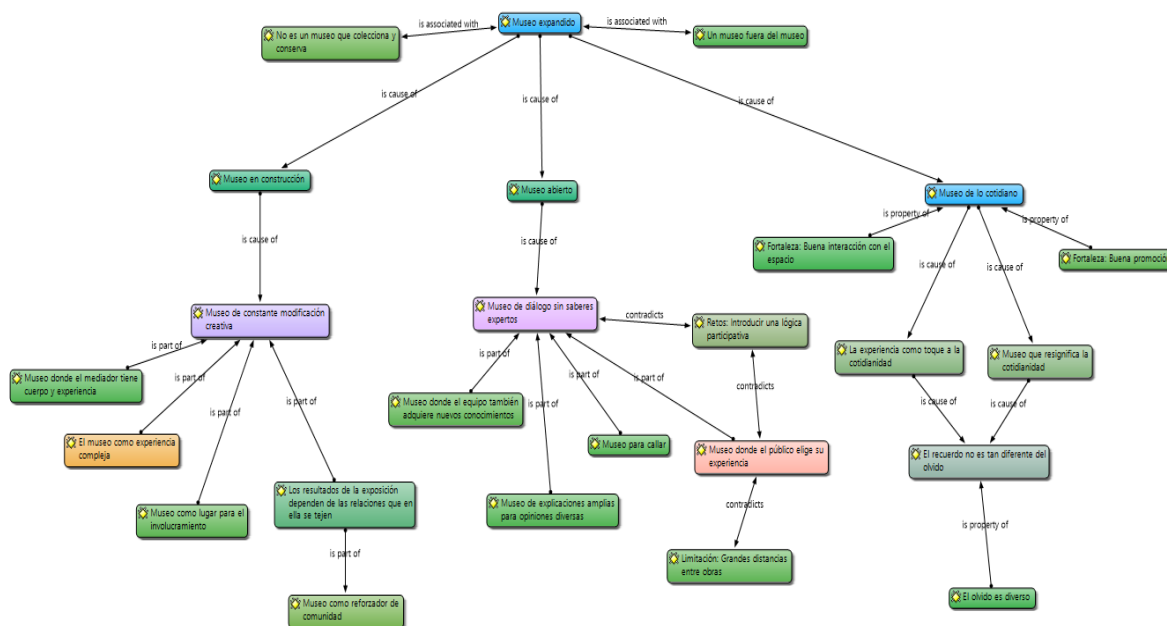 Museo expandido
is associated with
is associated with
No es un museo que colecciona y
conserva
Un museo fuera del museo
is cause of
is cause of
is cause of
Museo en construcción
Museo abierto
Museo de lo cotidiano
is property of
is property of
Fortaleza: Buena interacción con el
espacio
Fortaleza: Buena promoción
is cause of
is cause of
is cause of
is cause of
Museo de constante modificación
creativa
Museo de diálogo sin saberes
expertos
contradicts
Retos: Introducir una lógica
participativa
La experiencia como toque a la
cotidianidad
Museo que resignifica la
cotidianidad
is part of
is part of
is part of
is part of
is part of
is part of
is part of
is part of
contradicts
is cause of
is cause of
Museo donde el mediador tiene
cuerpo y experiencia
Museo donde el equipo también
adquiere nuevos conocimientos
El museo como experiencia
compleja
Museo para callar
Museo donde el público elige su
experiencia
El recuerdo no es tan diferente del
olvido
Museo como lugar para el
involucramiento
Los resultados de la exposición
dependen de las relaciones que en
ella se tejen
Museo de explicaciones amplias
para opiniones diversas
contradicts
is property of
is part of
Limitación: Grandes distancias
entre obras
Museo como reforzador de
comunidad
El olvido es diverso